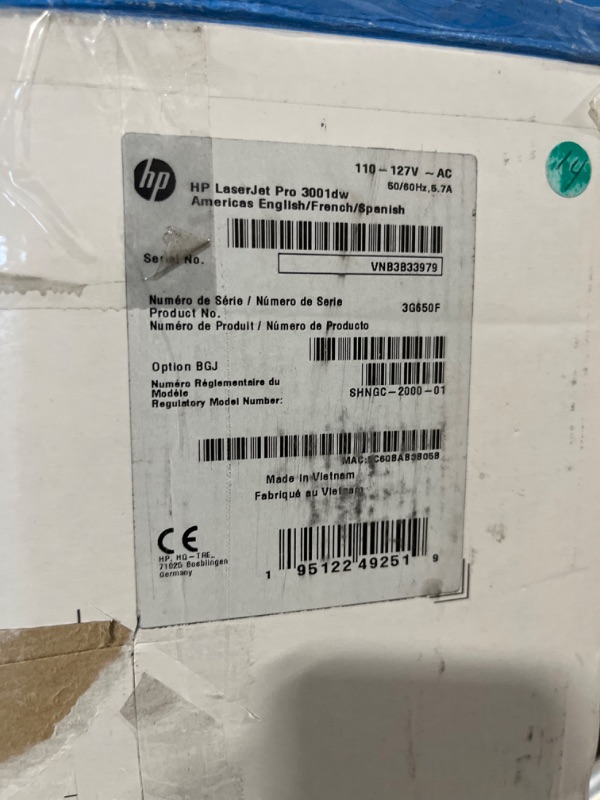 hp
110-127V ~ AC
50/60Hz, 5.7A
HP LaserJet Pro 3001dw
Americas English/French/Spanish
Serial No.
VNB3B33979
Numéro de Série / Número de Serie
Product No.
3G650F
Numéro de Produit / Número de Producto
Option BGJ
Numéro Réglementaire du
Modèle
Regulatory Model Number:
SHNGC-2000-01
Made in Vietnam
Fabriqué au Vietnam
CE
HP, HQ-TRE,
71025 Boeblingen
Germany
1 95122 49251 9